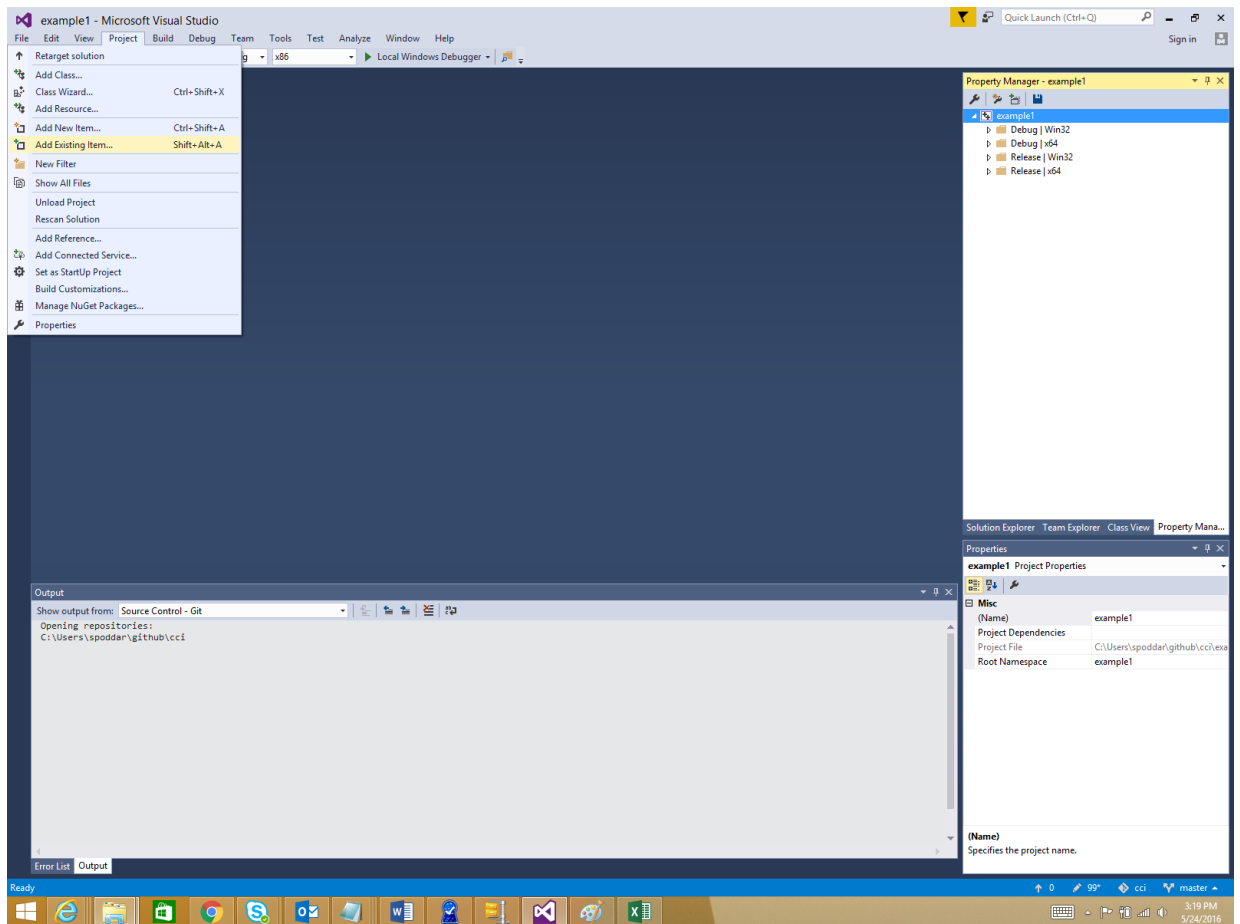 example1 - Microsoft Visual Studio
Quick Launch (Ctrl+Q)
File Edit View Project Build Debug Team Tools Test Analyze Window Help
Sign in
Retarget solution
g x86 Local Windows Debugger
Add Class...
Class Wizard... Ctrl+Shift+X
Add Resource...
Add New Item... Ctrl+Shift+A
Add Existing Item... Shift+Alt+A
New Filter
Show All Files
Unload Project
Rescan Solution
Add Reference...
Add Connected Service...
Set as StartUp Project
Build Customizations...
Manage NuGet Packages...
Properties
Property Manager - example1
example1
Debug | Win32
Debug | x64
Release | Win32
Release | x64
Solution Explorer Team Explorer Class View Property Mana...
Properties
example1 Project Properties
Misc
(Name) example1
Project Dependencies
Project File C:\Users\spoddar\github\cci\exa
Root Namespace example1
(Name)
Specifies the project name.
Output
Show output from: Source Control - Git
Opening repositories:
C:\Users\spoddar\github\cci
Error List Output
Ready
0 99+ cci master
3:19 PM
5/24/2016